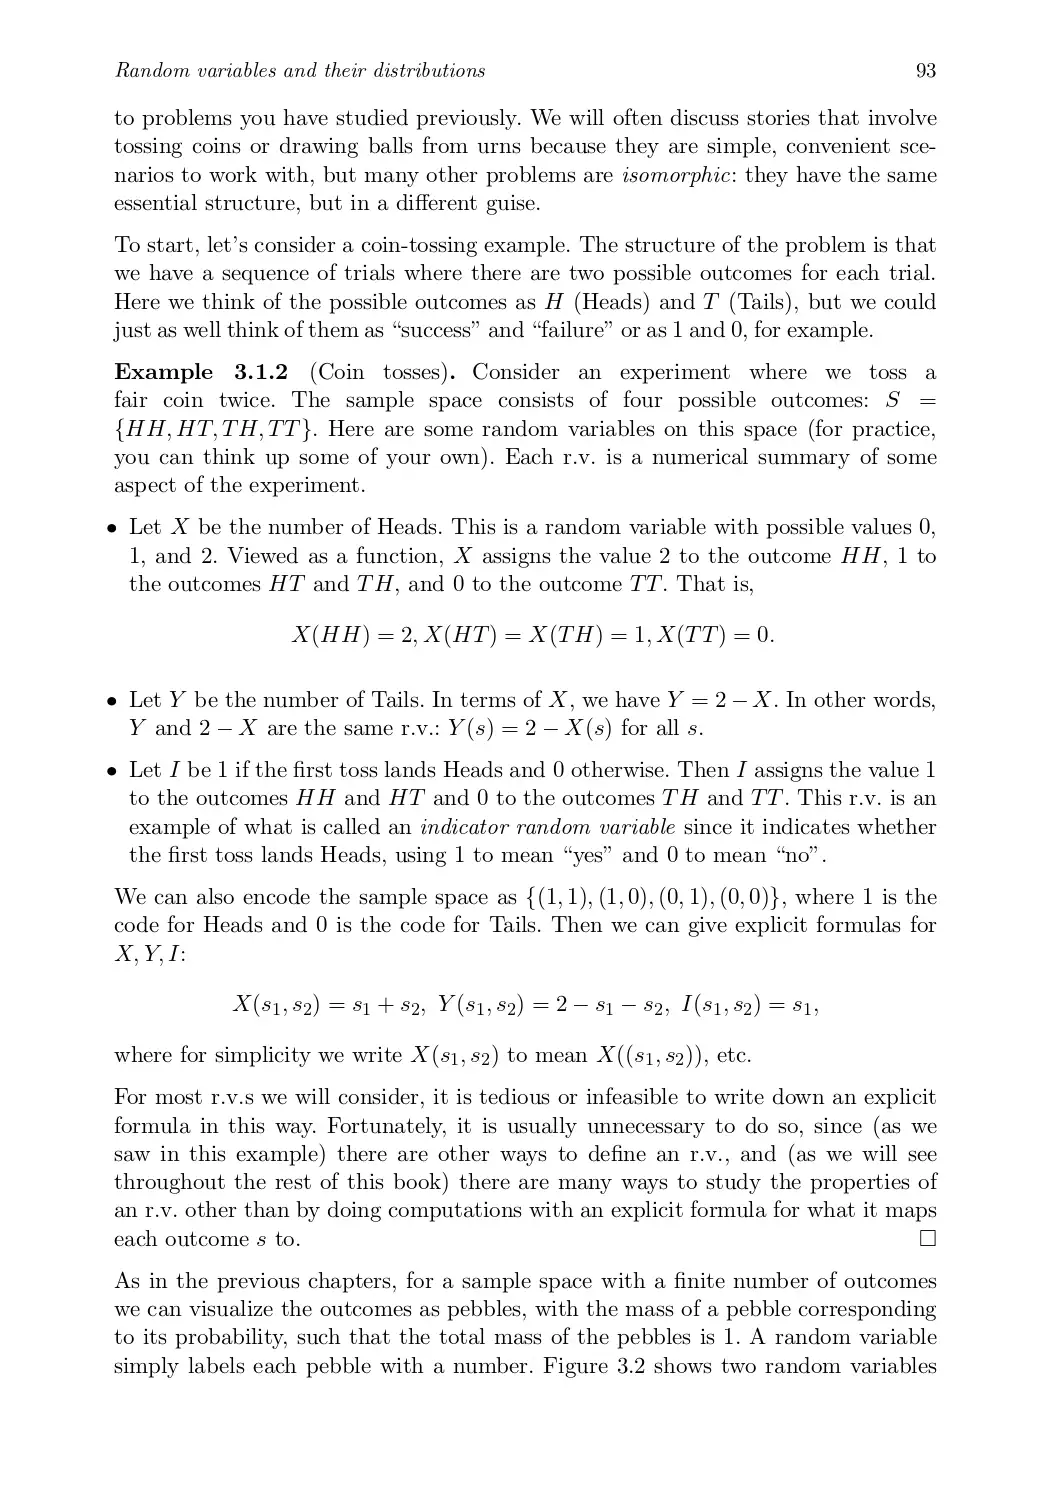 Random variables and their distributions 93
to problems you have studied previously. We will often discuss stories that involve
tossing coins or drawing balls from urns because they are simple, convenient sce-
narios to work with, but many other problems are isomorphic: they have the same
essential structure, but in a different guise.
To start, let’s consider a coin-tossing example. The structure of the problem is that
we have a sequence of trials where there are two possible outcomes for each trial.
Here we think of the possible outcomes as H (Heads) and T (Tails), but we could
just as well think of them as “success” and “failure” or as 1 and 0, for example.
Example 3.1.2 (Coin tosses). Consider an experiment where we toss a
fair coin twice. The sample space consists of four possible outcomes: S =
{HH, HT, TH, TT}. Here are some random variables on this space (for practice,
you can think up some of your own). Each r.v. is a numerical summary of some
aspect of the experiment.
• Let X be the number of Heads. This is a random variable with possible values 0,
1, and 2. Viewed as a function, X assigns the value 2 to the outcome HH, 1 to
the outcomes HT and TH, and 0 to the outcome TT. That is,
X(HH) = 2, X(HT) = X(TH) = 1, X(TT) = 0.
• Let Y be the number of Tails. In terms of X, we have Y = 2 − X. In other words,
Y and 2 − X are the same r.v.: Y(s) = 2 − X(s) for all s.
• Let I be 1 if the first toss lands Heads and 0 otherwise. Then I assigns the value 1
to the outcomes HH and HT and 0 to the outcomes TH and TT. This r.v. is an
example of what is called an indicator random variable since it indicates whether
the first toss lands Heads, using 1 to mean “yes” and 0 to mean “no”.
We can also encode the sample space as {(1, 1), (1, 0), (0, 1), (0, 0)}, where 1 is the
code for Heads and 0 is the code for Tails. Then we can give explicit formulas for
X, Y, I:
X(s₁, s₂) = s₁ + s₂, Y(s₁, s₂) = 2 − s₁ − s₂, I(s₁, s₂) = s₁,
where for simplicity we write X(s₁, s₂) to mean X((s₁, s₂)), etc.
For most r.v.s we will consider, it is tedious or infeasible to write down an explicit
formula in this way. Fortunately, it is usually unnecessary to do so, since (as we
saw in this example) there are other ways to define an r.v., and (as we will see
throughout the rest of this book) there are many ways to study the properties of
an r.v. other than by doing computations with an explicit formula for what it maps
each outcome s to. □
As in the previous chapters, for a sample space with a finite number of outcomes
we can visualize the outcomes as pebbles, with the mass of a pebble corresponding
to its probability, such that the total mass of the pebbles is 1. A random variable
simply labels each pebble with a number. Figure 3.2 shows two random variables